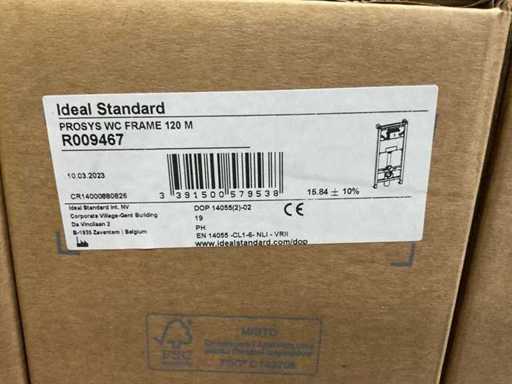 Ideal Standard
PROSYS WC FRAME 120 M
R009467
10.03.2023
CR14000880826
3 391500 579538
15.84 ± 10%
Ideal Standard Int. NV
Corporate Village-Gent Building
Da Vincilaan 2
B-1935 Zaventem | Belgium
DOP 14055(2)-02
19
PH
EN 14055 -CL1-6- NLI - VRII
www.idealstandard.com/dop
CE
MISTO
FSC